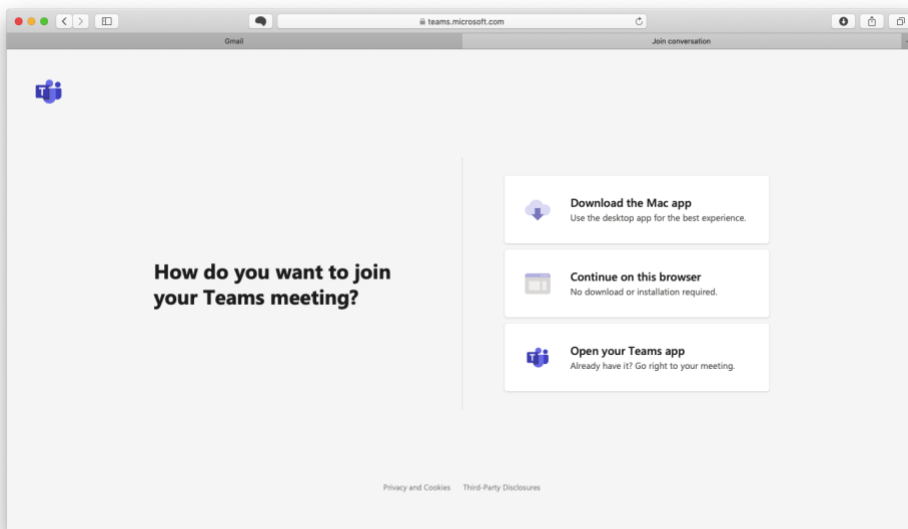 teams.microsoft.com
Gmail
Join conversation
T
How do you want to join
your Teams meeting?
Download the Mac app
Use the desktop app for the best experience.
Continue on this browser
No download or installation required.
T
Open your Teams app
Already have it? Go right to your meeting.
Privacy and Cookies
Third-Party Disclosures